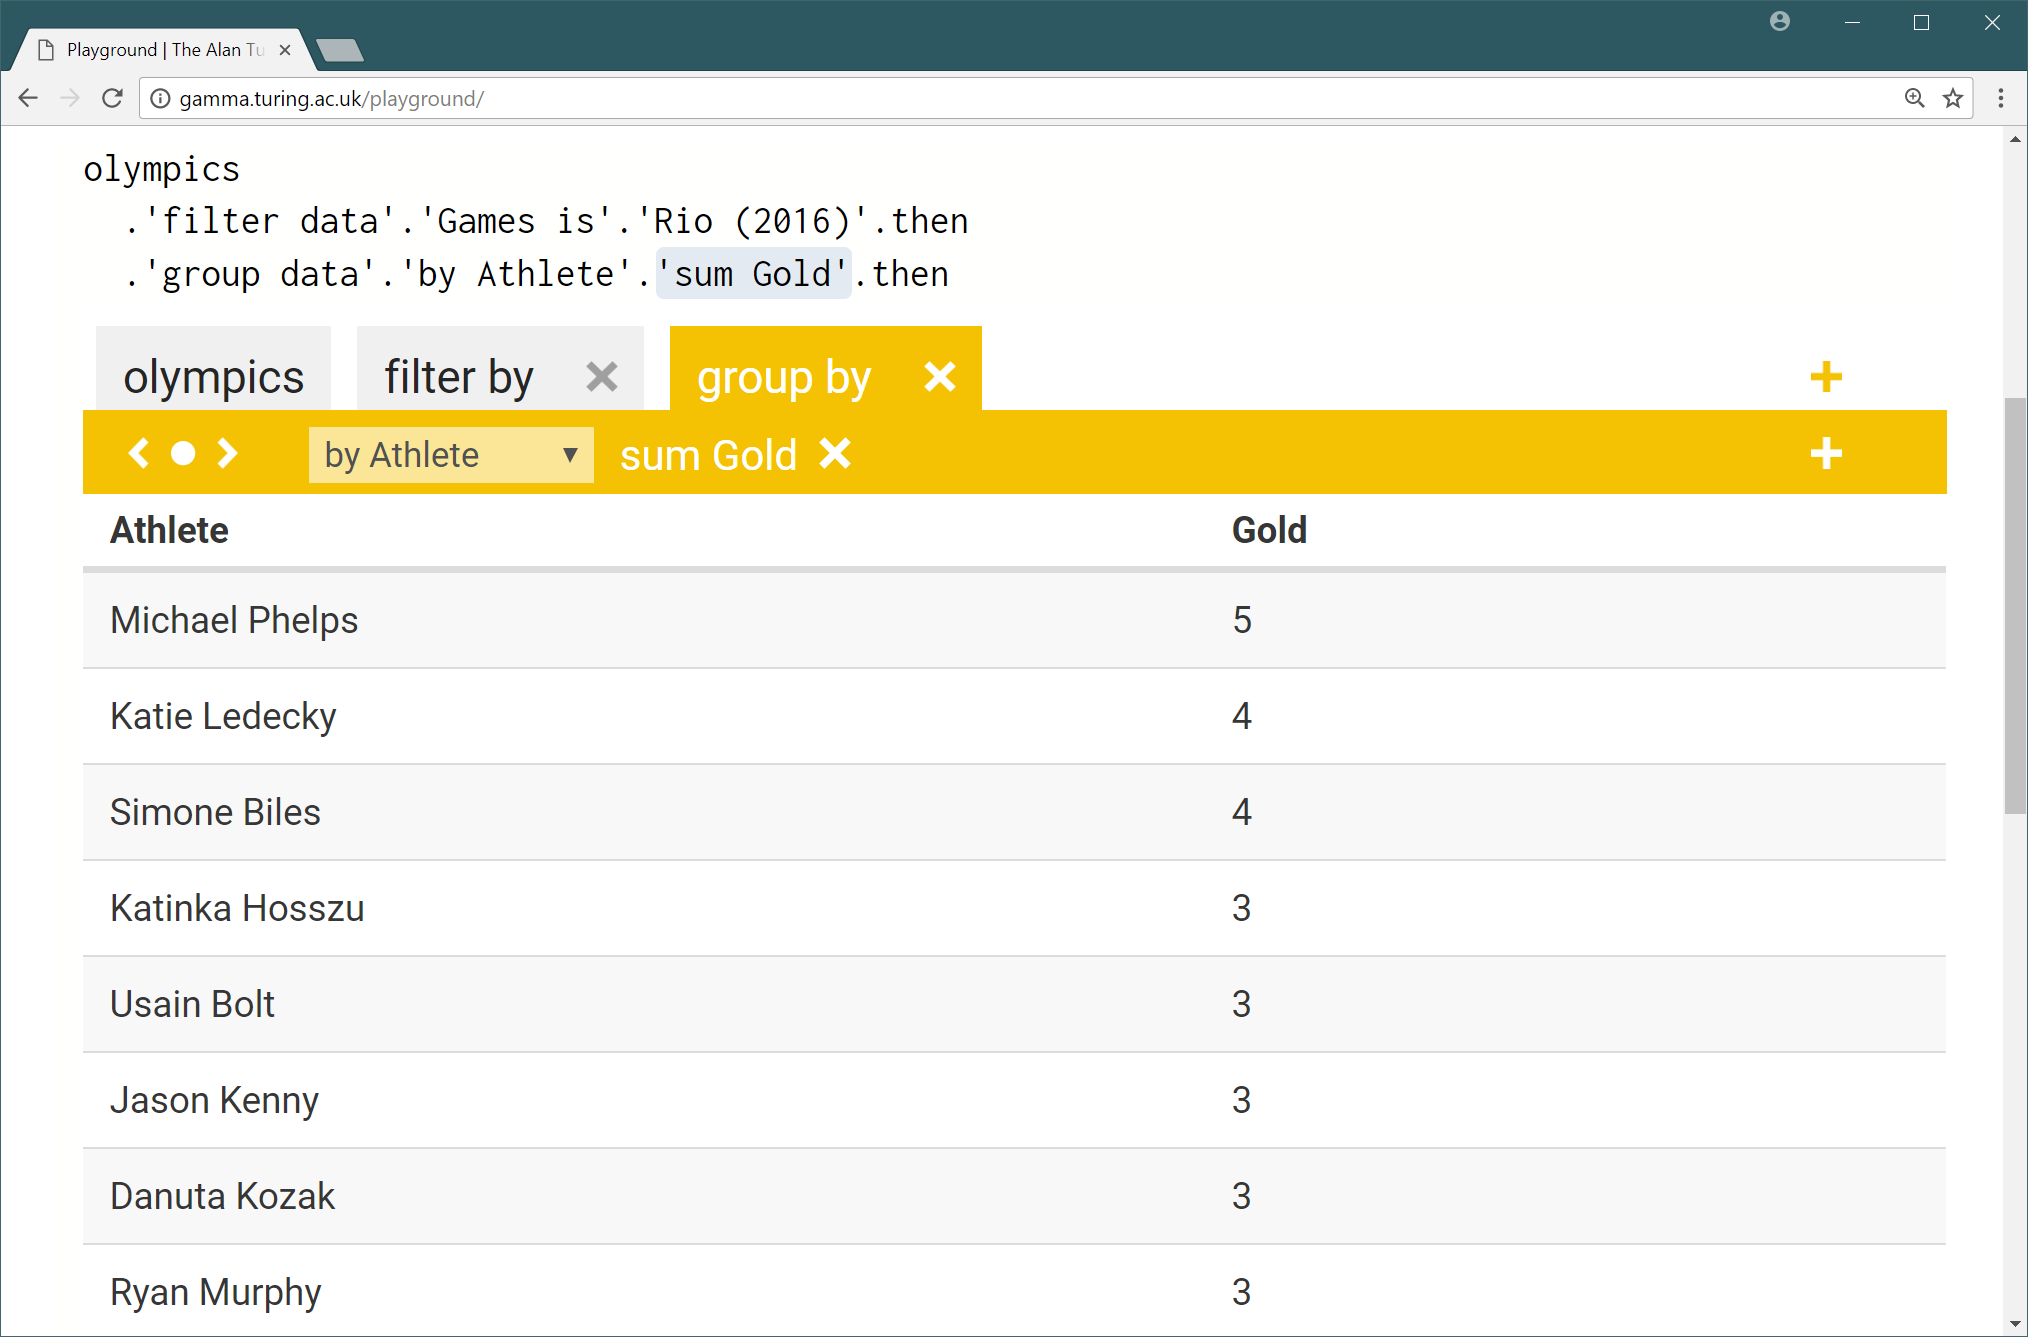 Playground | The Alan Tu
gamma.turing.ac.uk/playground/
olympics
.'filter data'.'Games is'.'Rio (2016)'.then
.'group data'.'by Athlete'.'sum Gold'.then
olympics filter by group by
by Athlete sum Gold
Athlete Gold
Michael Phelps 5
Katie Ledecky 4
Simone Biles 4
Katinka Hosszu 3
Usain Bolt 3
Jason Kenny 3
Danuta Kozak 3
Ryan Murphy 3